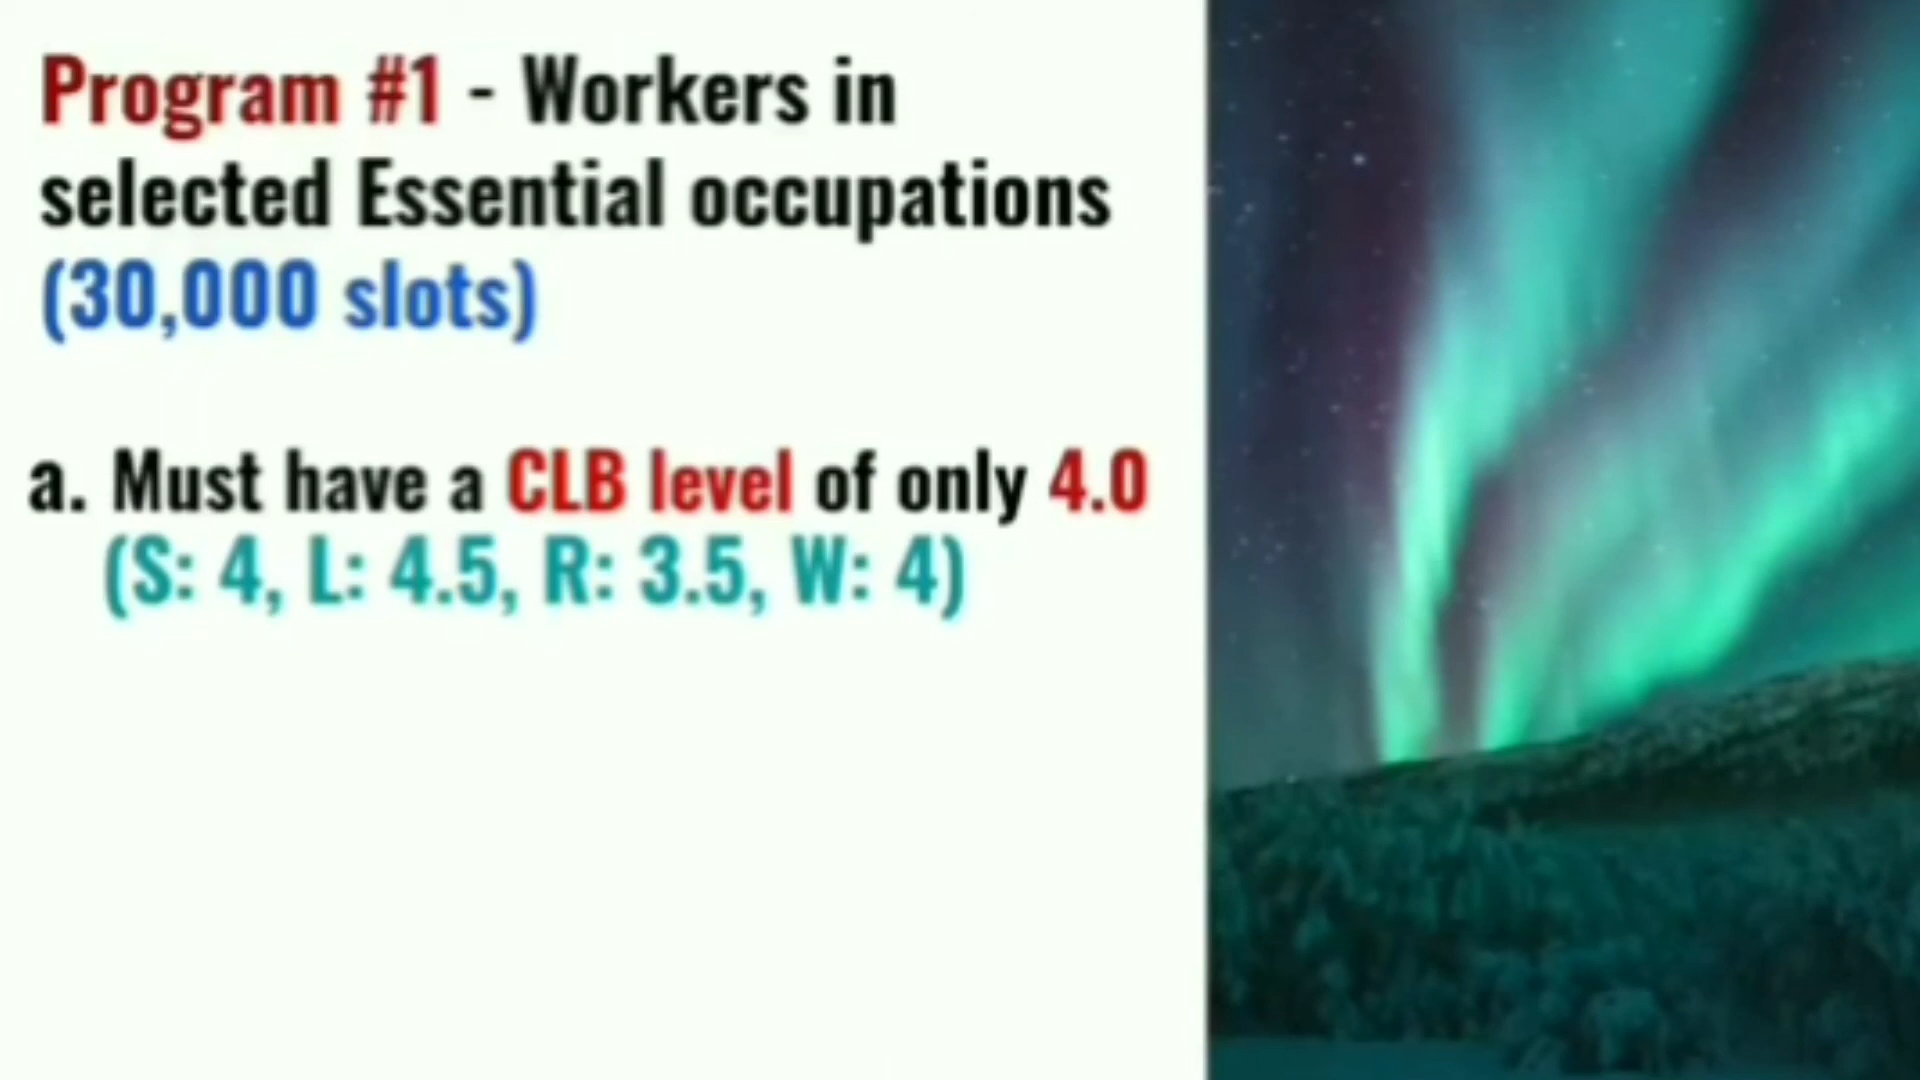 Program #1 - Workers in
selected Essential occupations
(30,000 slots)
a. Must have a CLB level of only 4.0
(S: 4, L: 4.5, R: 3.5, W: 4)